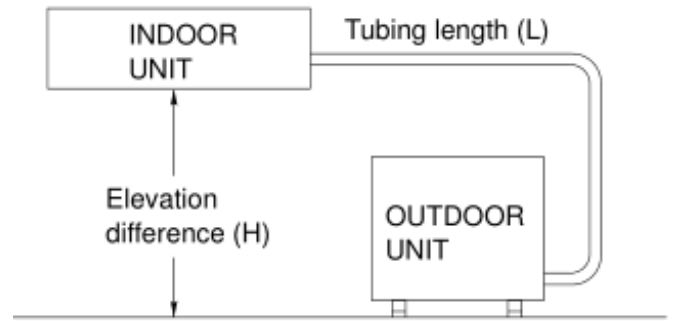 INDOOR
UNIT
Tubing length (L)
Elevation
difference (H)
OUTDOOR
UNIT